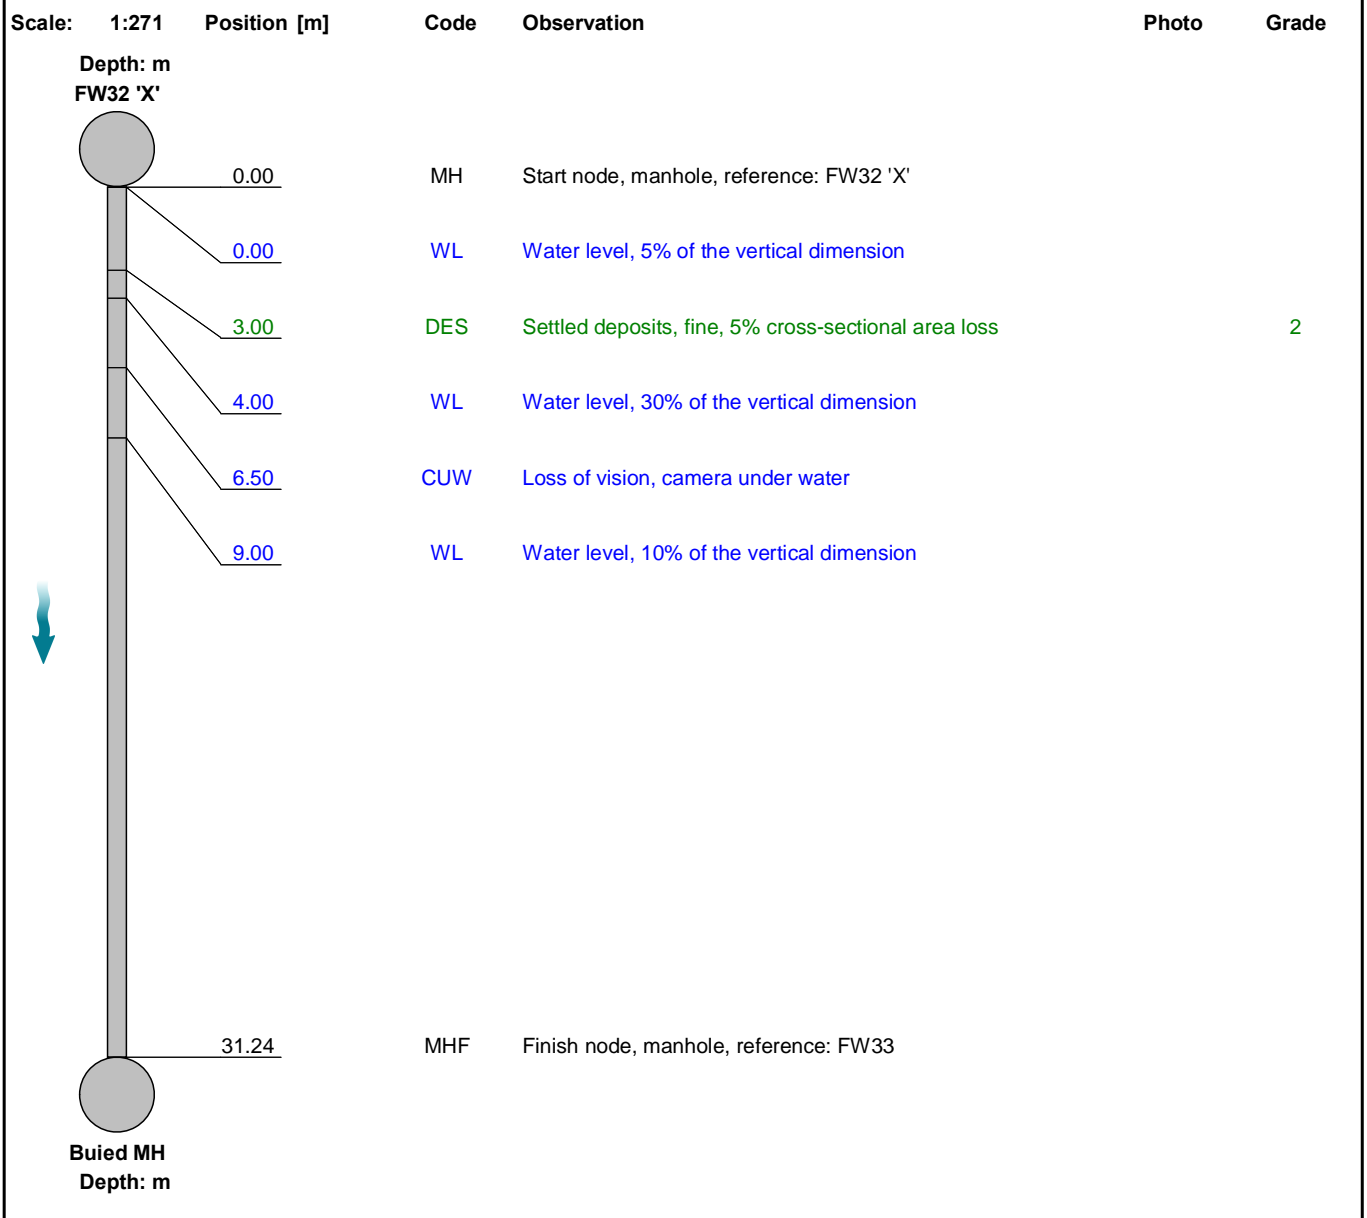 Scale: 1:271 Position [m] Code Observation Photo Grade
Depth: m
FW32 'X'
0.00 MH Start node, manhole, reference: FW32 'X'
0.00 WL Water level, 5% of the vertical dimension
3.00 DES Settled deposits, fine, 5% cross-sectional area loss 2
4.00 WL Water level, 30% of the vertical dimension
6.50 CUW Loss of vision, camera under water
9.00 WL Water level, 10% of the vertical dimension
31.24 MHF Finish node, manhole, reference: FW33
Buied MH
Depth: m